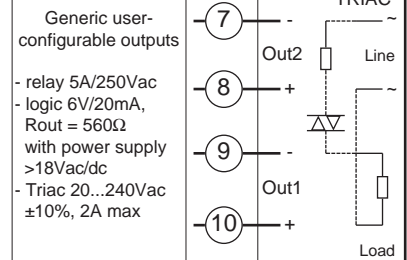 Generic user-
configurable outputs
- relay 5A/250Vac
- logic 6V/20mA,
Rout = 560Ω
with power supply
>18Vac/dc
- Triac 20...240Vac
±10%, 2A max
7 -
Out2
8 +
9 -
Out1
10 +
TRIAC
~
Line
~
Load